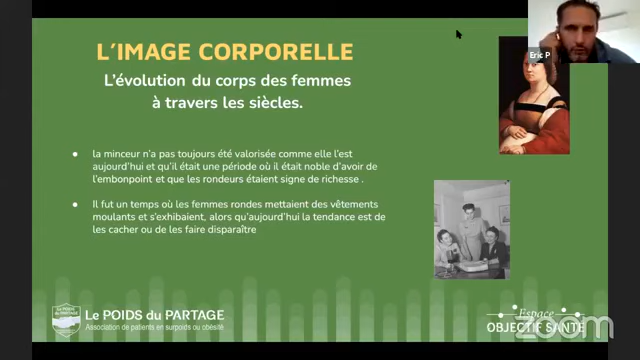 L'IMAGE CORPORELLE
L'évolution du corps des femmes
à travers les siècles.
Eric P
la minceur n'a pas toujours été valorisée comme elle l'est
aujourd'hui et qu'il était une période où il était noble d'avoir de
l'embonpoint et que les rondeurs étaient signe de richesse .
Il fut un temps où les femmes rondes mettaient des vêtements
moulants et s'exhibaient, alors qu'aujourd'hui la tendance est de
les cacher ou de les faire disparaître
Le POIDS du PARTAGE
Association de patients en surpoids ou obésité
Espace
OBJECTIF SANTÉ
zoom